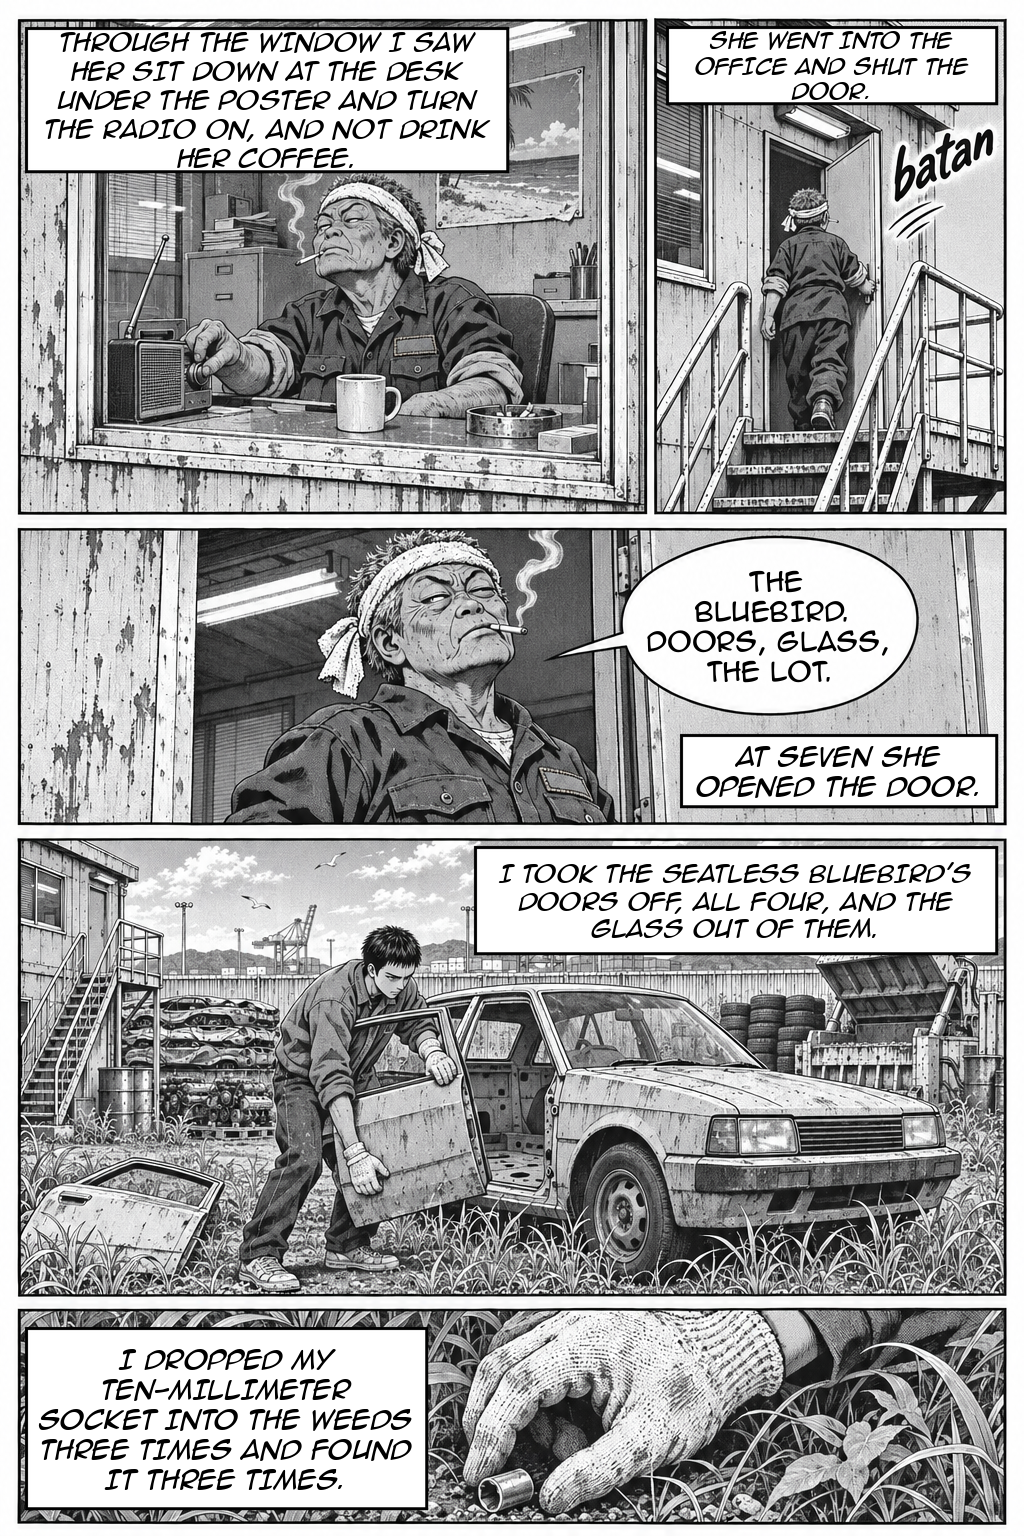 SHE WENT INTO THE
OFFICE AND SHUT THE
DOOR.
batan
THROUGH THE WINDOW I SAW
HER SIT DOWN AT THE DESK
UNDER THE POSTER AND TURN
THE RADIO ON, AND NOT DRINK
HER COFFEE.
THE
BLUEBIRD.
DOORS, GLASS,
THE LOT.
AT SEVEN SHE
OPENED THE DOOR.
I TOOK THE SEATLESS BLUEBIRD'S
DOORS OFF, ALL FOUR, AND THE
GLASS OUT OF THEM.
I DROPPED MY
TEN-MILLIMETER
SOCKET INTO THE WEEDS
THREE TIMES AND FOUND
IT THREE TIMES.